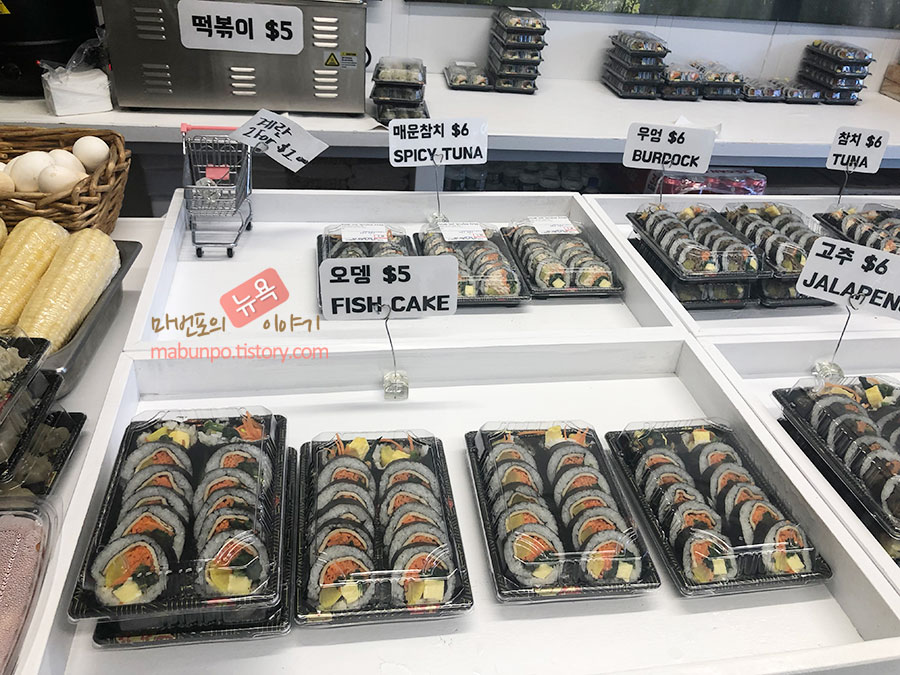 떡볶이 $5
계란
매운참치 $6
SPICY TUNA
우엉 $6
BURDOCK
참치 $6
TUNA
오뎅 $5
FISH CAKE
고추 $6
JALAPEN
마번포의 뉴욕 이야기
mabunpo.tistory.com